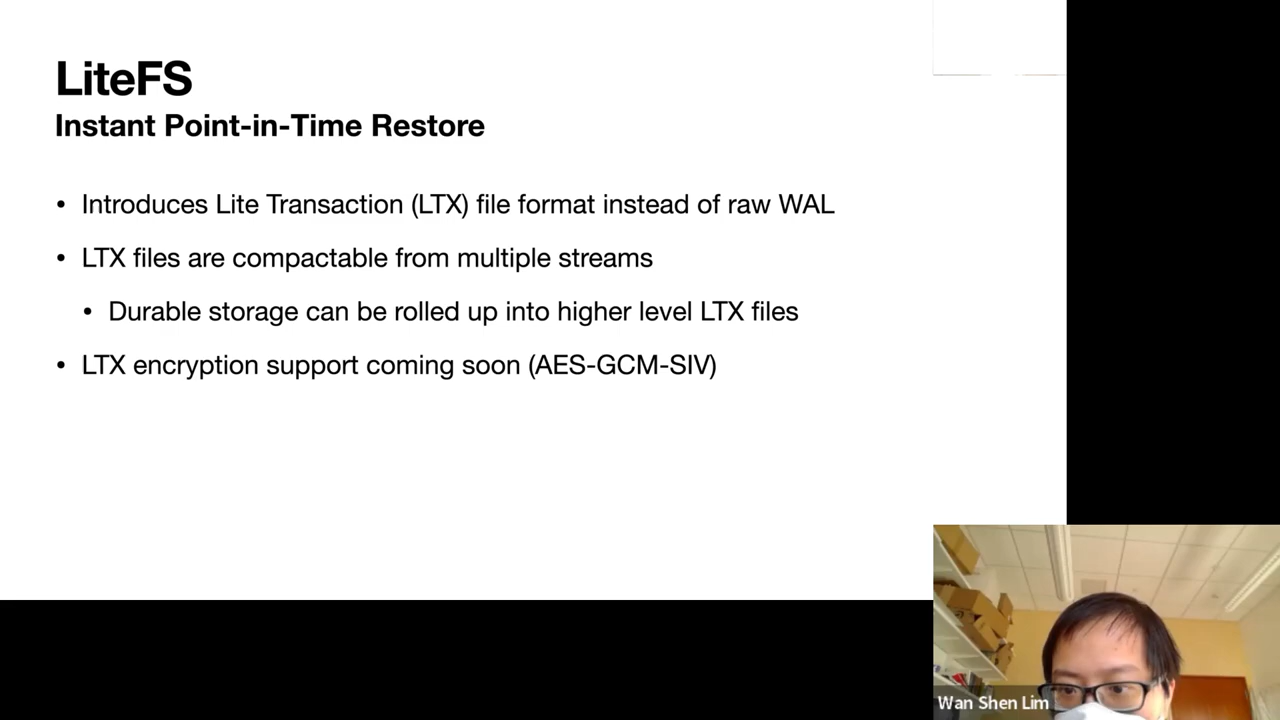 LiteFS
Instant Point-in-Time Restore
• Introduces Lite Transaction (LTX) file format instead of raw WAL
• LTX files are compactable from multiple streams
• Durable storage can be rolled up into higher level LTX files
• LTX encryption support coming soon (AES-GCM-SIV)
Wan Shen Lim